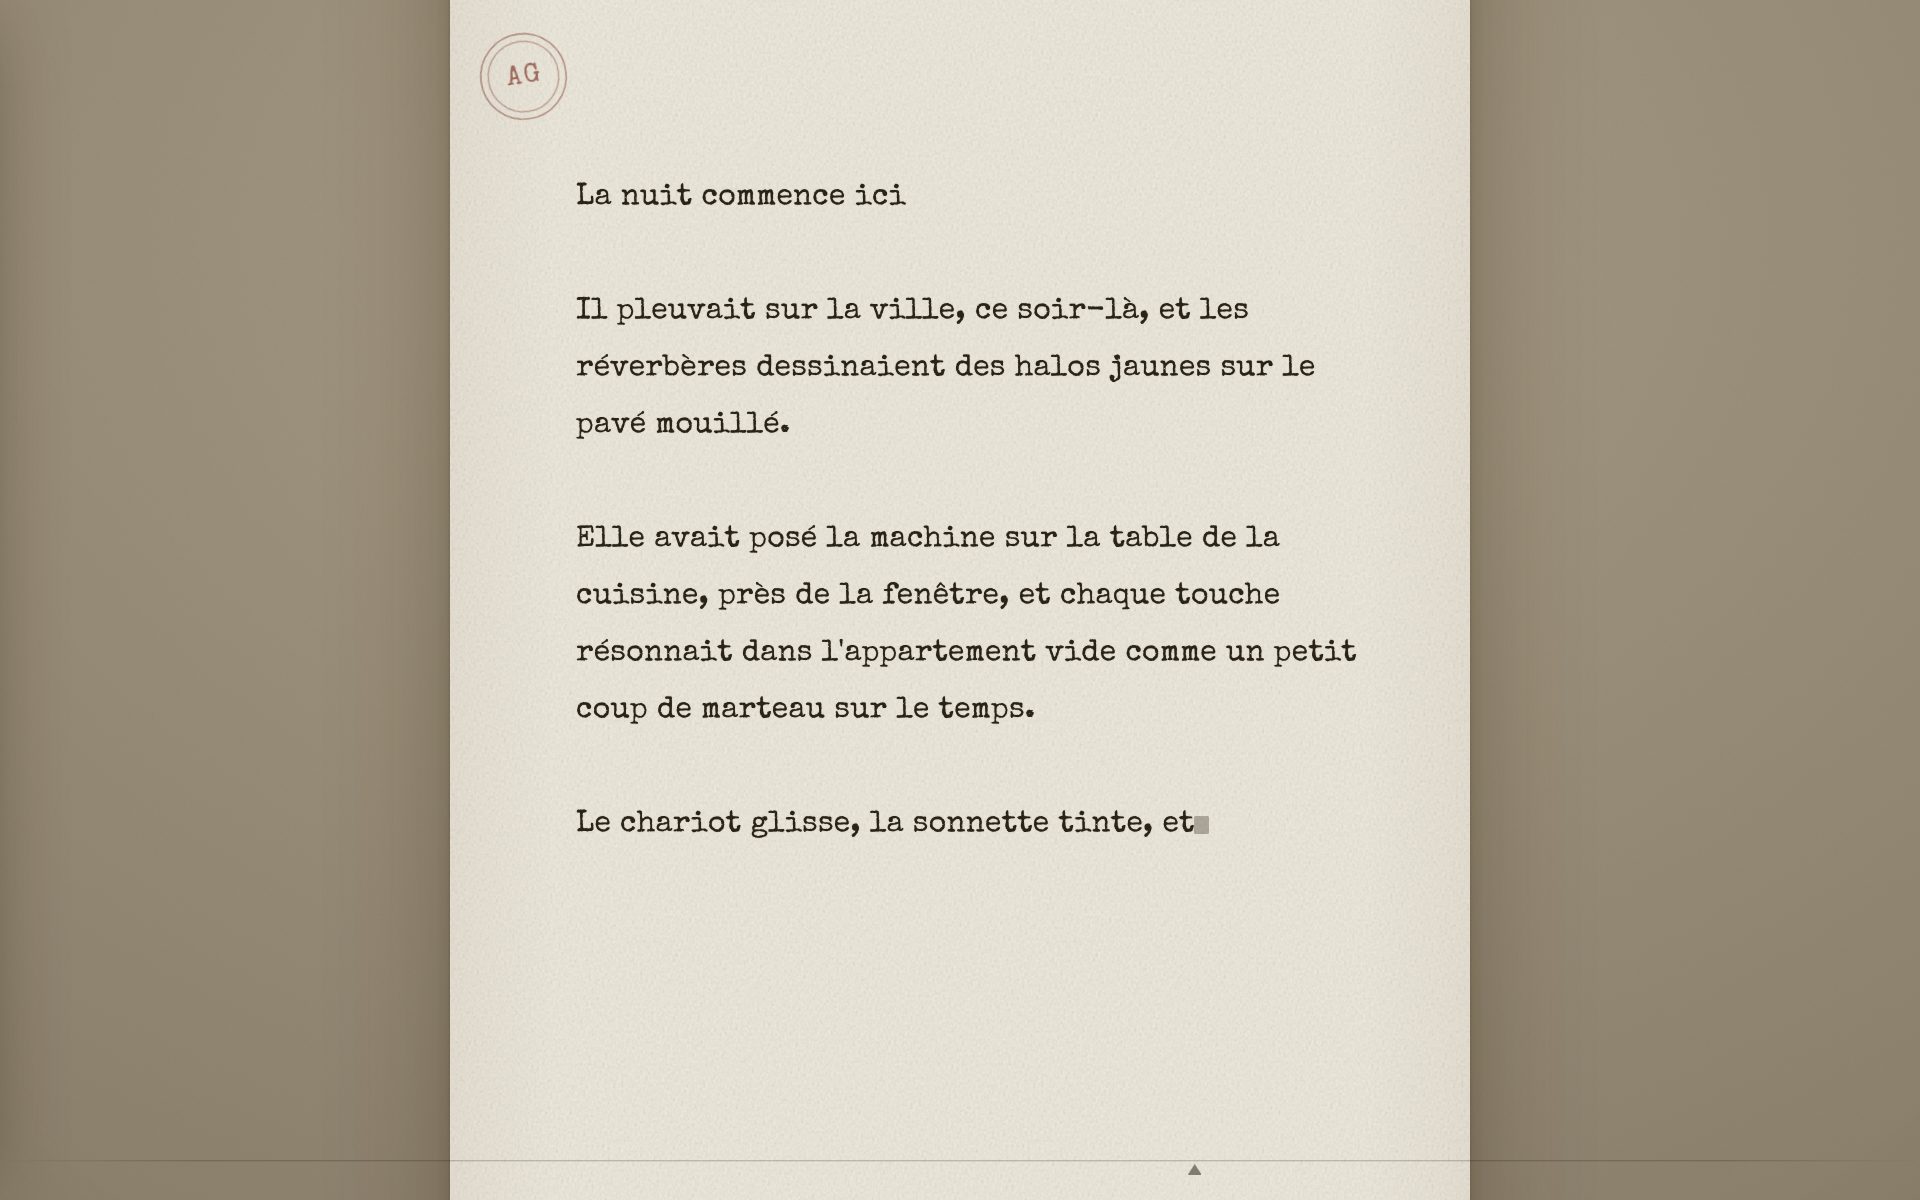 AG
La nuit commence ici
Il pleuvait sur la ville, ce soir-là, et les
réverbères dessinaient des halos jaunes sur le
pavé mouillé.
Elle avait posé la machine sur la table de la
cuisine, près de la fenêtre, et chaque touche
résonnait dans l'appartement vide comme un petit
coup de marteau sur le temps.
Le chariot glisse, la sonnette tinte, et